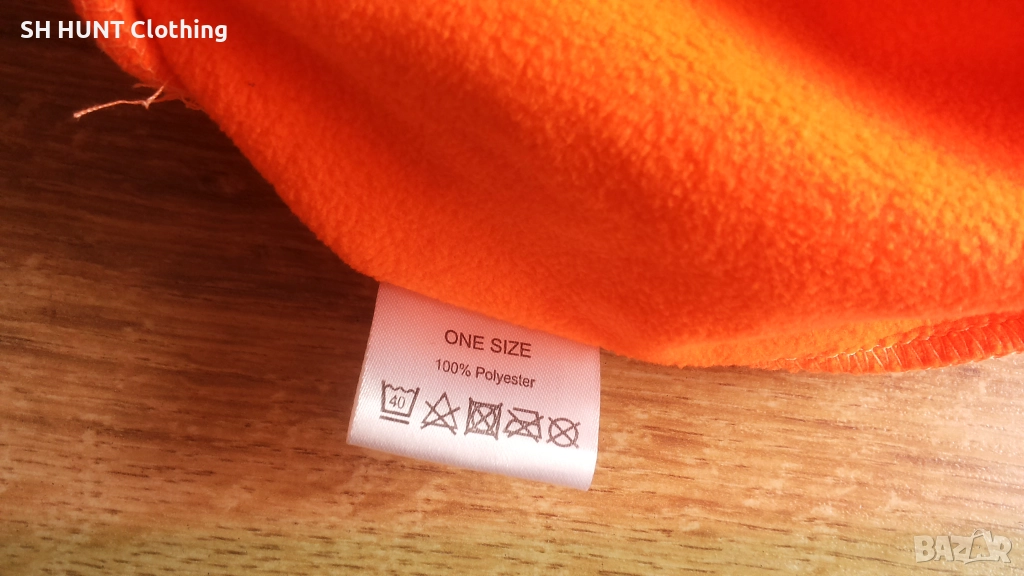 SH HUNT Clothing
ONE SIZE
100% Polyester
40
BAZAR